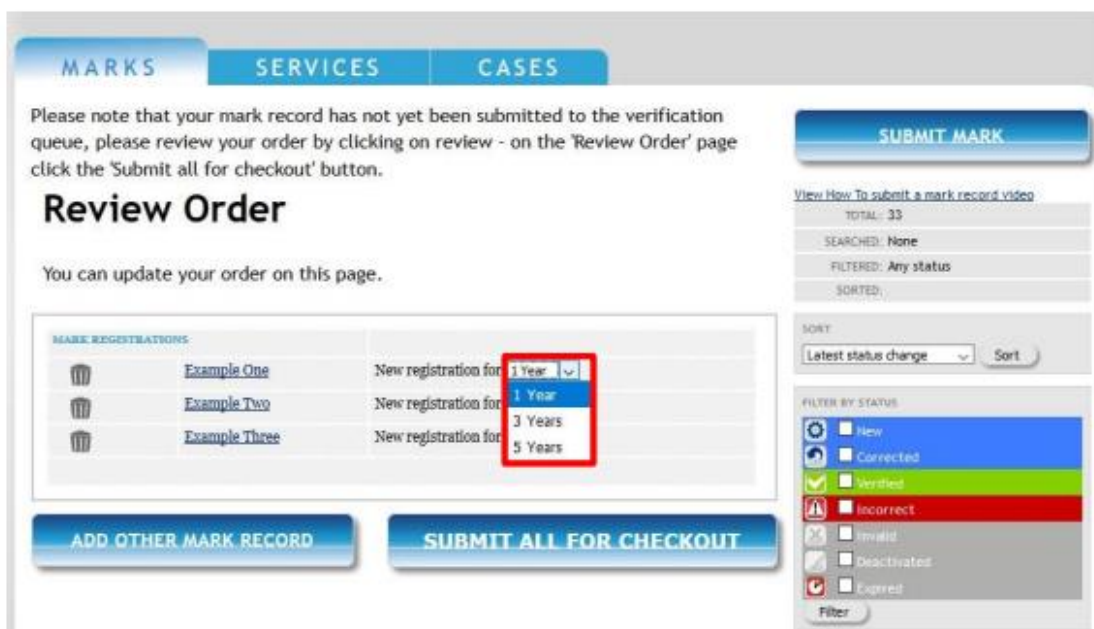 MARKS SERVICES CASES
Please note that your mark record has not yet been submitted to the verification
queue, please review your order by clicking on review - on the 'Review Order' page
click the 'Submit all for checkout' button.
Review Order
You can update your order on this page.
MARK REGISTRATIONS
Example One New registration for 1 Year
Example Two New registration for
Example Three New registration for
1 Year
3 Years
5 Years
ADD OTHER MARK RECORD
SUBMIT ALL FOR CHECKOUT
SUBMIT MARK
View How To submit a mark record video
TOTAL: 33
SEARCHED: None
FILTERED: Any status
SORTED:
SORT
Latest status change Sort
FILTER BY STATUS
New
Corrected
Verified
Incorrect
Invalid
Deactivated
Expired
Filter